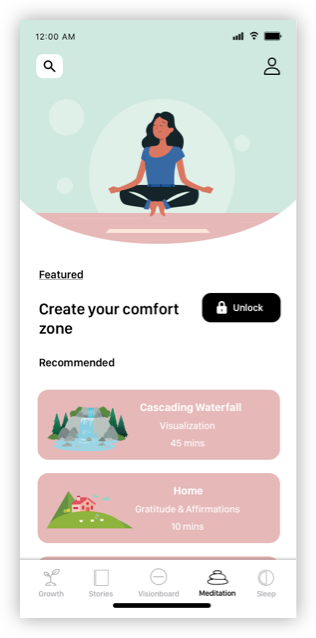 12:00 AM
Featured
Create your comfort
zone
Unlock
Recommended
Cascading Waterfall
Visualization
45 mins
Home
Gratitude & Affirmations
10 mins
Growth
Stories
Visionboard
Meditation
Sleep